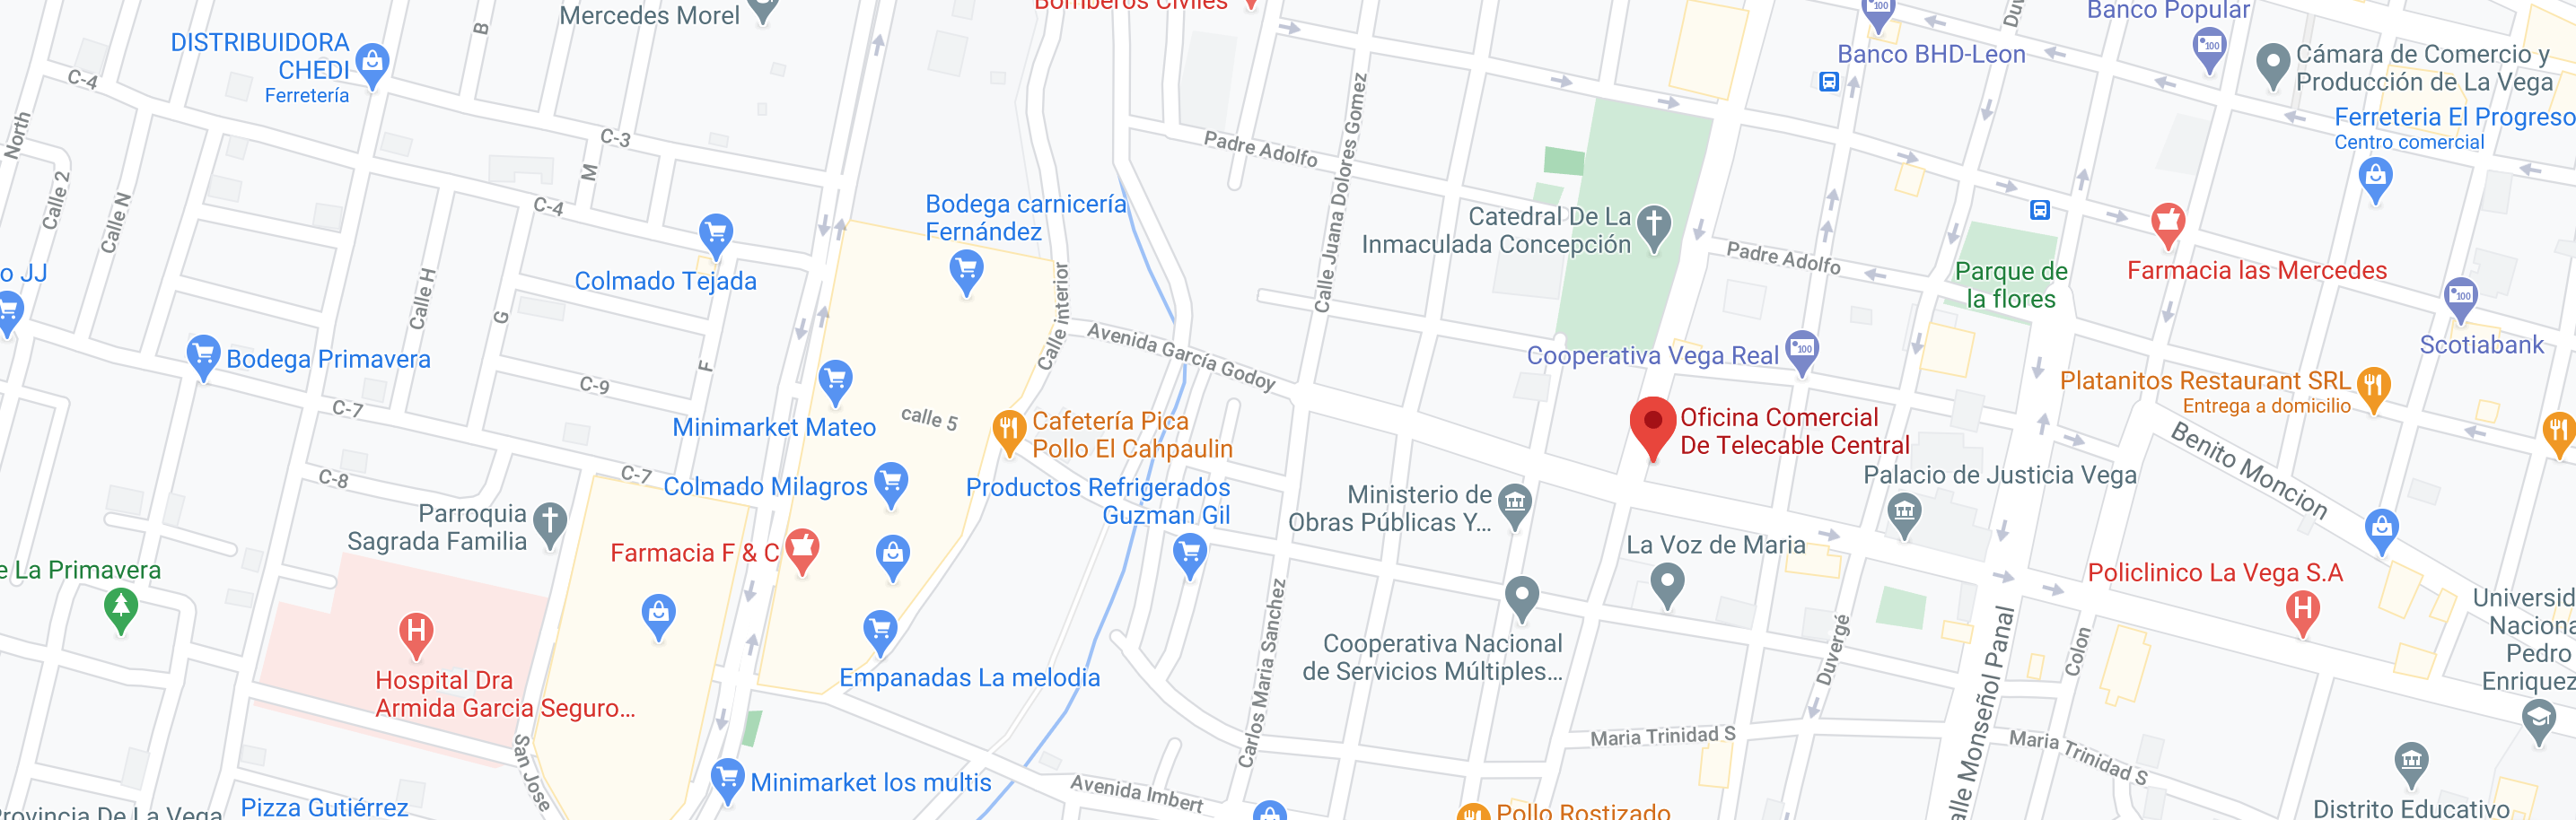 Mercedes Morel
Bomberos Civiles
Banco Popular
Banco BHD-Leon
Cámara de Comercio y
Producción de La Vega
DISTRIBUIDORA
CHEDI
Ferretería
B
C-4
C-3
M
North
Calle 2
Calle N
C-4
Padre Adolfo
Calle Juana Dolores Gomez
Ferreteria El Progreso
Centro comercial
Bodega carnicería
Fernández
Catedral De La
Inmaculada Concepción
Padre Adolfo
Parque de
la flores
Farmacia las Mercedes
o JJ
Colmado Tejada
Calle H
G
F
Calle interior
Avenida García Godoy
Scotiabank
Bodega Primavera
C-9
C-7
Cooperativa Vega Real
Platanitos Restaurant SRL
Entrega a domicilio
Minimarket Mateo
calle 5
Cafetería Pica
Pollo El Cahpaulin
Oficina Comercial
De Telecable Central
Benito Moncion
Palacio de Justicia Vega
C-7
C-8
Colmado Milagros
Productos Refrigerados
Guzman Gil
Ministerio de
Obras Públicas Y...
Parroquia
Sagrada Familia
Farmacia F & C
La Voz de Maria
e La Primavera
Policlinico La Vega S.A
Hospital Dra
Armida Garcia Seguro...
Empanadas La melodia
Carlos Maria Sanchez
Cooperativa Nacional
de Servicios Múltiples...
Duvergé
Calle Monseñol Panal
Colon
Universid
Naciona
Pedro
Enriquez
San Jose
Maria Trinidad S
Maria Trinidad S
Minimarket los multis
Avenida Imbert
Pizza Gutiérrez
Provincia De La Vega
Pollo Rostizado
Distrito Educativo